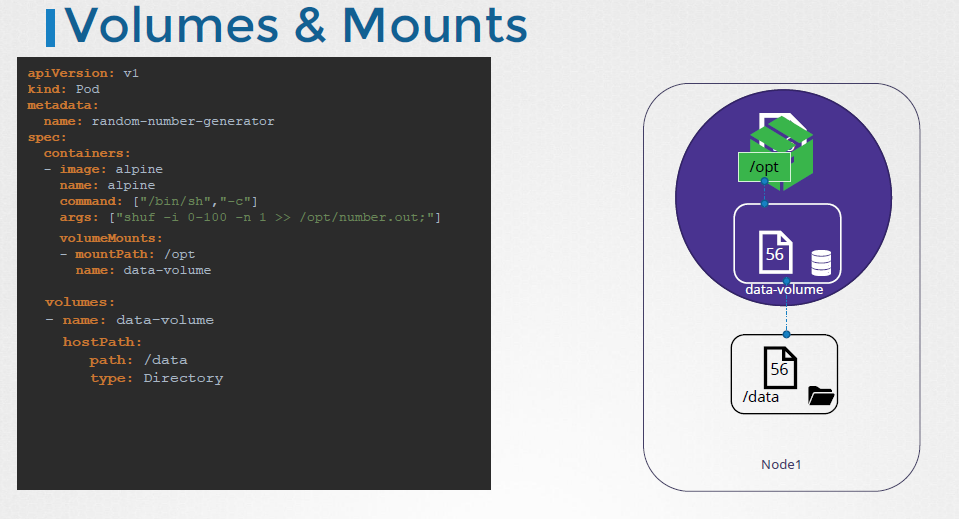 Volumes & Mounts
apiVersion: v1
kind: Pod
metadata:
  name: random-number-generator
spec:
  containers:
  - image: alpine
    name: alpine
    command: ["/bin/sh","-c"]
    args: ["shuf -i 0-100 -n 1 >> /opt/number.out;"]
    volumeMounts:
    - mountPath: /opt
      name: data-volume
  volumes:
  - name: data-volume
    hostPath:
      path: /data
      type: Directory
/opt
56
data-volume
56
/data
Node1